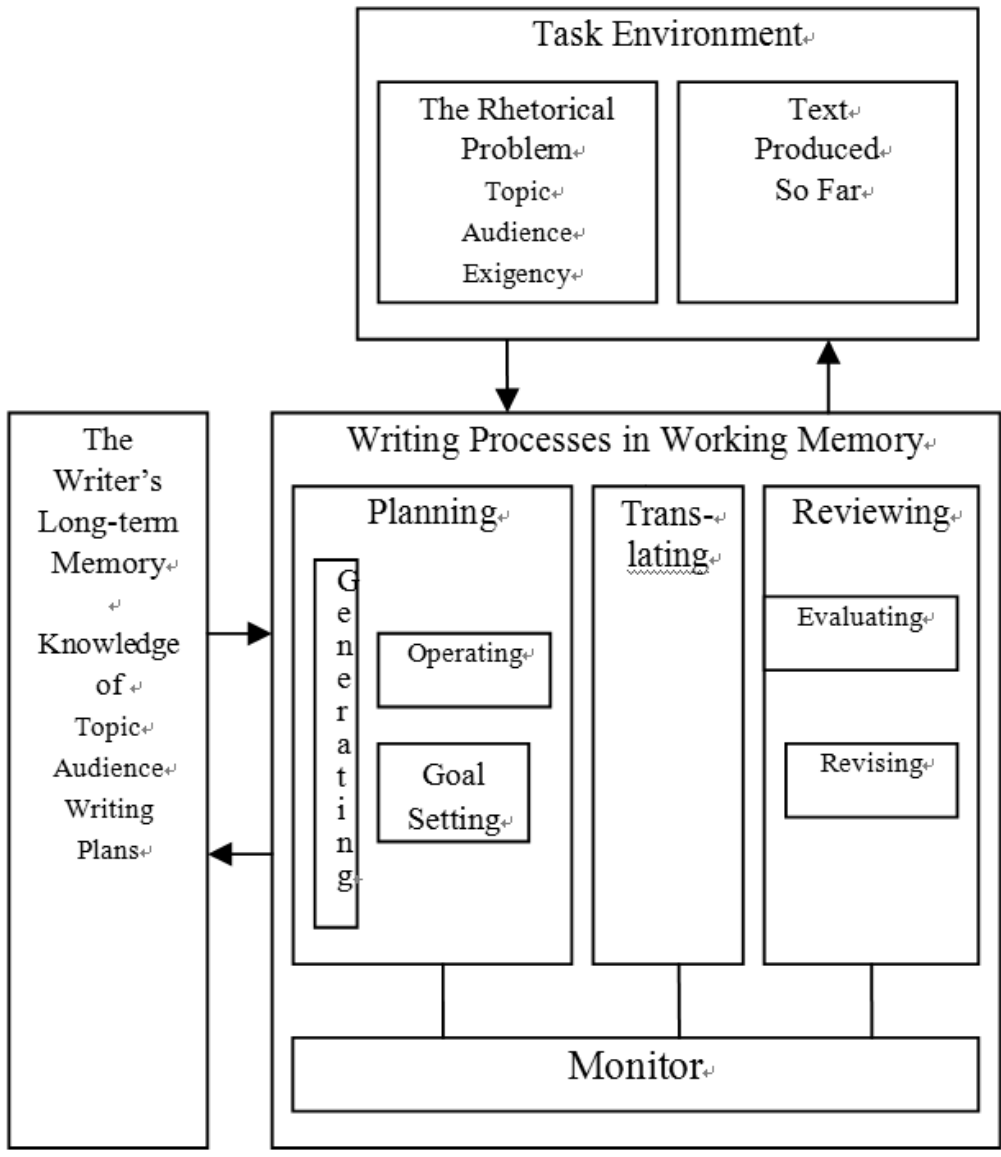 Task Environment
The Rhetorical
Problem
Topic
Audience
Exigency
Text
Produced
So Far
The
Writer's
Long-term
Memory
Knowledge
of
Topic
Audience
Writing
Plans
Writing Processes in Working Memory
Planning
Generating
Operating
Goal
Setting
Trans-
lating
Reviewing
Evaluating
Revising
Monitor